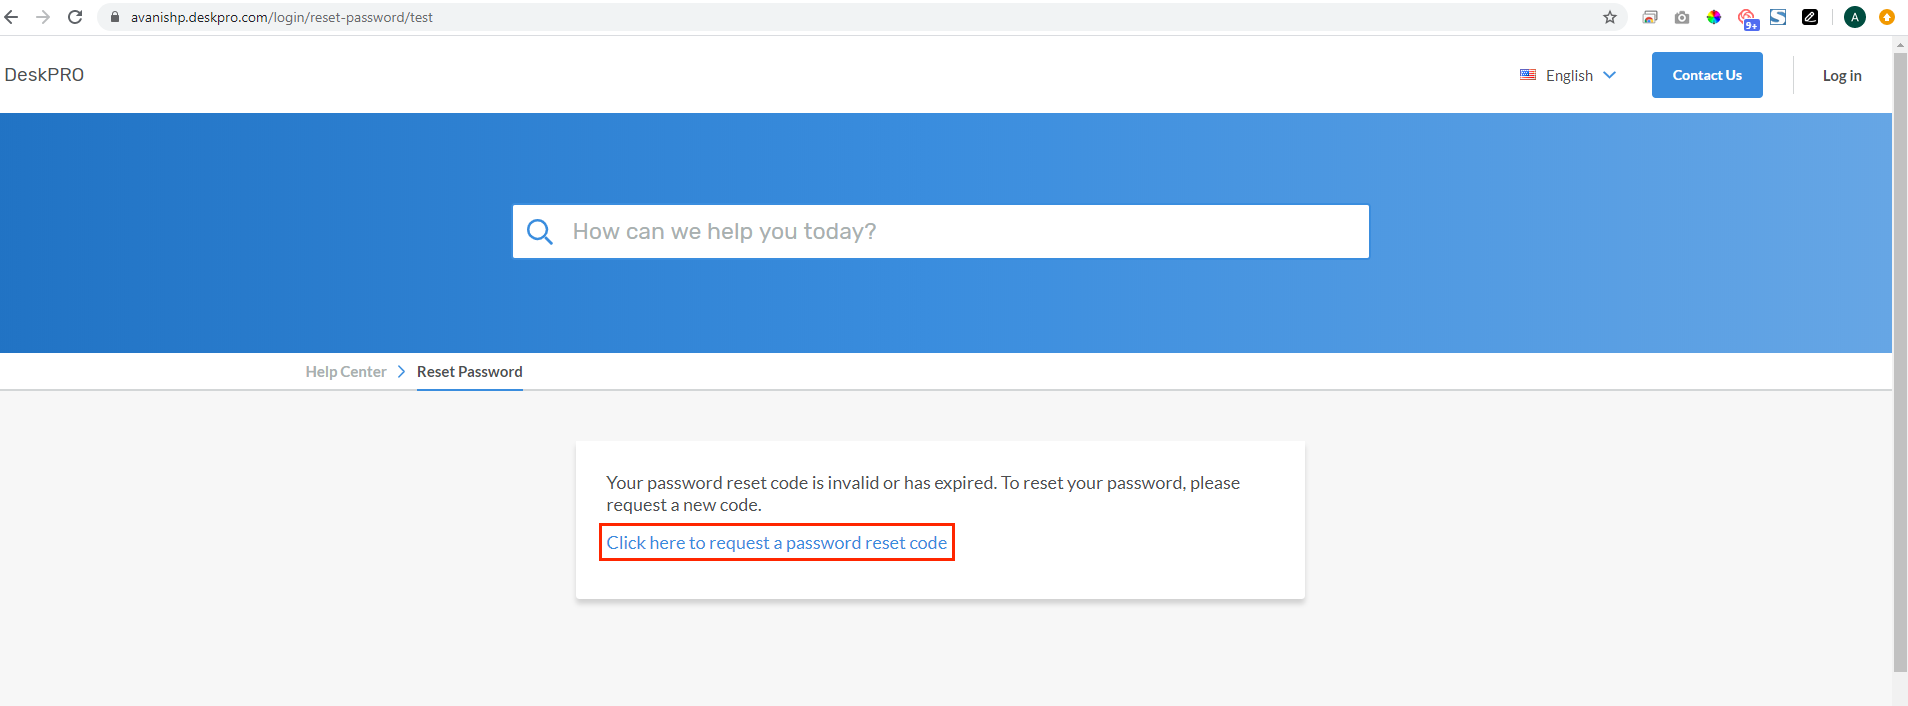 avanishp.deskpro.com/login/reset-password/test
9+
A
DeskPRO
English
Contact Us
Log in
How can we help you today?
Help Center
Reset Password
Your password reset code is invalid or has expired. To reset your password, please
request a new code.
Click here to request a password reset code